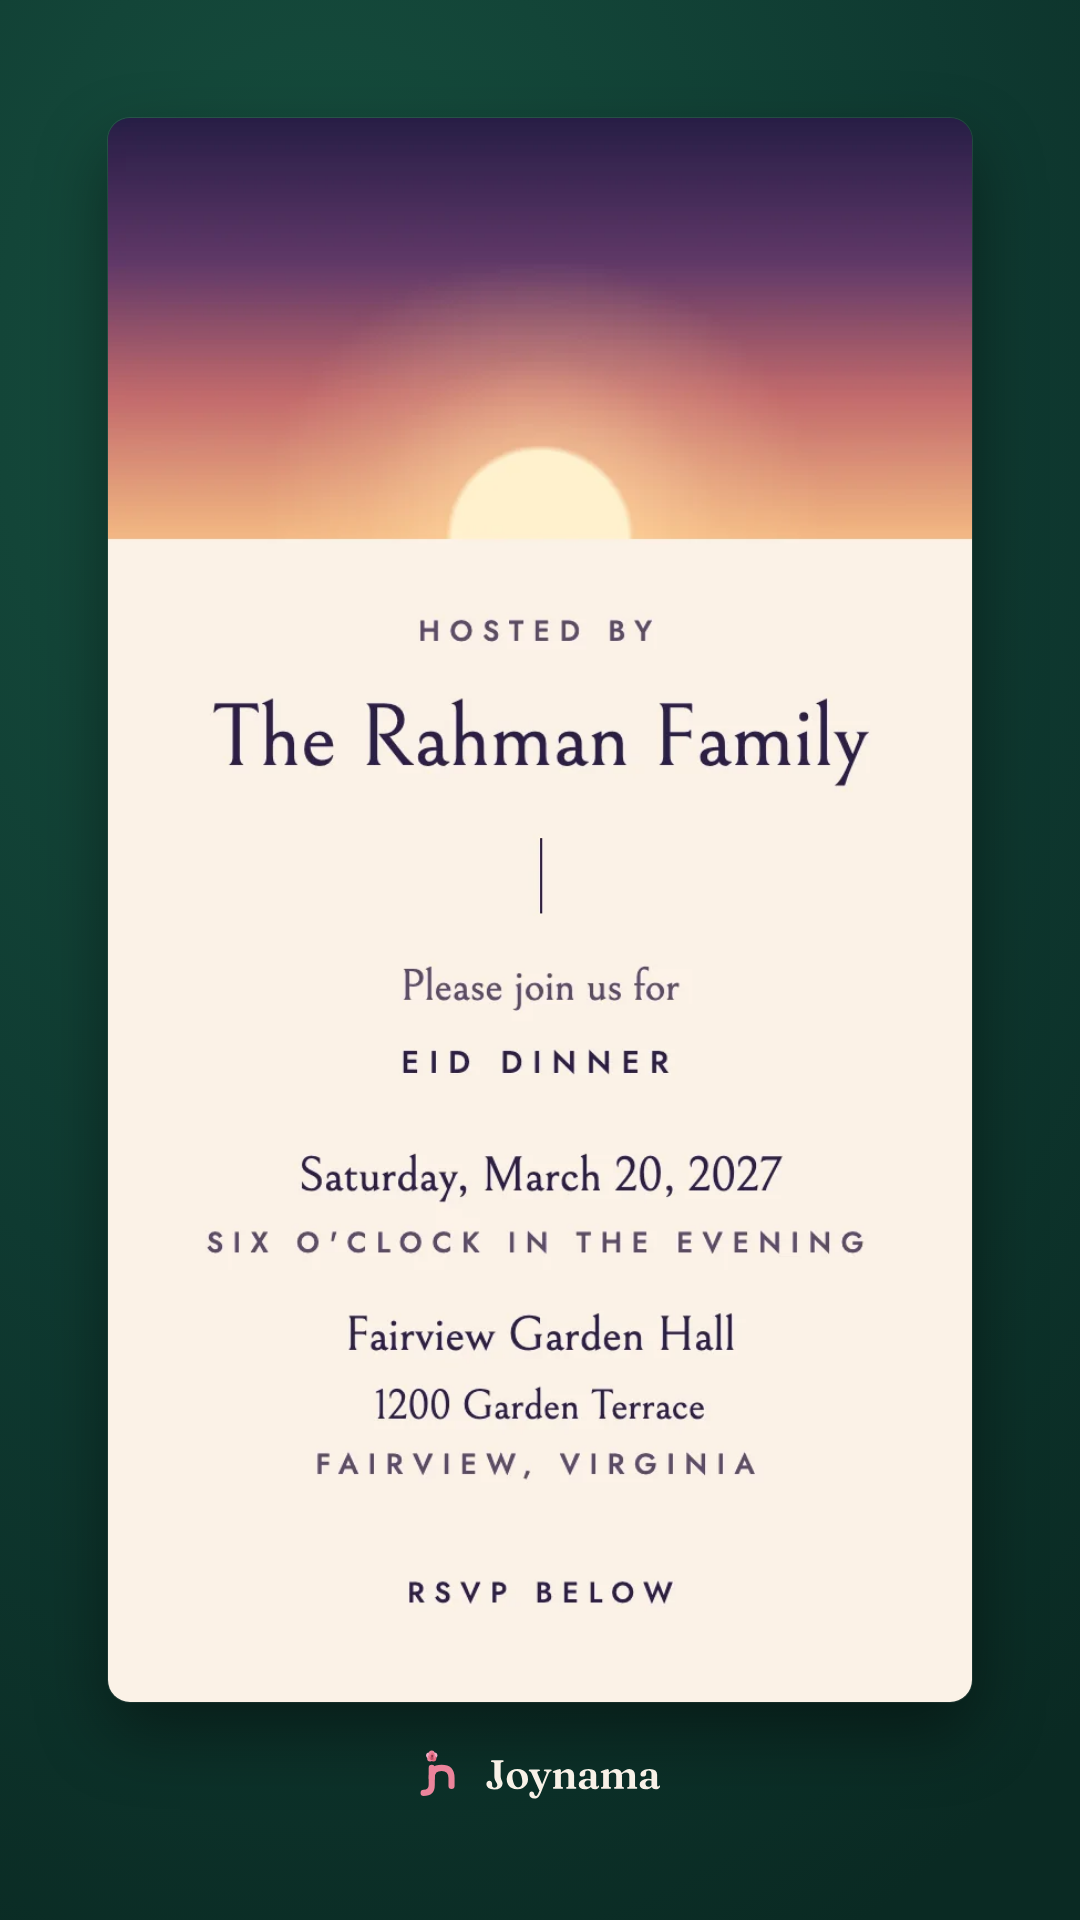 HOSTED BY
The Rahman Family
Please join us for
EID DINNER
Saturday, March 20, 2027
SIX O'CLOCK IN THE EVENING
Fairview Garden Hall
1200 Garden Terrace
FAIRVIEW, VIRGINIA
RSVP BELOW
jn Joynama